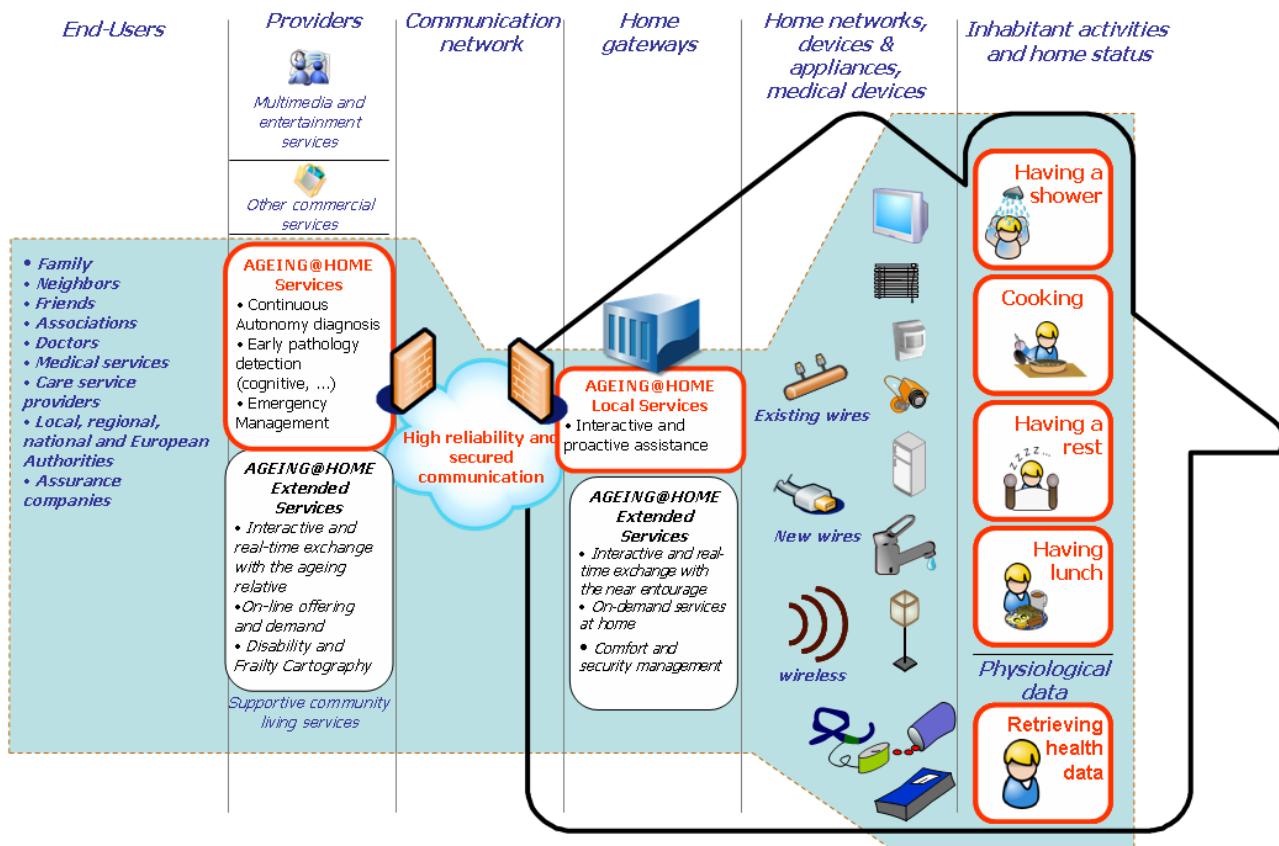 End-Users
Providers
Communication
network
Home
gateways
Home networks,
devices &
appliances,
medical devices
Inhabitant activities
and home status
Multimedia and
entertainment
services
Other commercial
services
• Family
• Neighbors
• Friends
• Associations
• Doctors
• Medical services
• Care service
providers
• Local, regional,
national and European
Authorities
• Assurance
companies
AGEING@HOME
Services
• Continuous
Autonomy diagnosis
• Early pathology
detection
(cognitive, ...)
• Emergency
Management
AGEING@HOME
Extended
Services
• Interactive and
real-time exchange
with the ageing
relative
•On-line offering
and demand
• Disability and
Frailty Cartography
Supportive community
living services
High reliability and
secured
communication
AGEING@HOME
Local Services
• Interactive and
proactive assistance
AGEING@HOME
Extended
Services
• Interactive and real-
time exchange with
the near entourage
• On-demand services
at home
• Comfort and
security management
Existing wires
New wires
wireless
Having a
shower
Cooking
Having a
rest
zzzz...
Having
lunch
Physiological
data
Retrieving
health
data